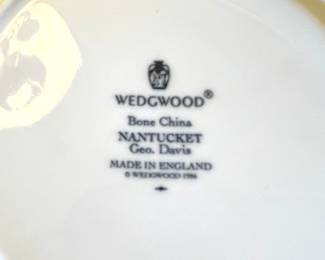 WEDGWOOD®
Bone China
NANTUCKET
Geo. Davis
MADE IN ENGLAND
© WEDGWOOD 1986